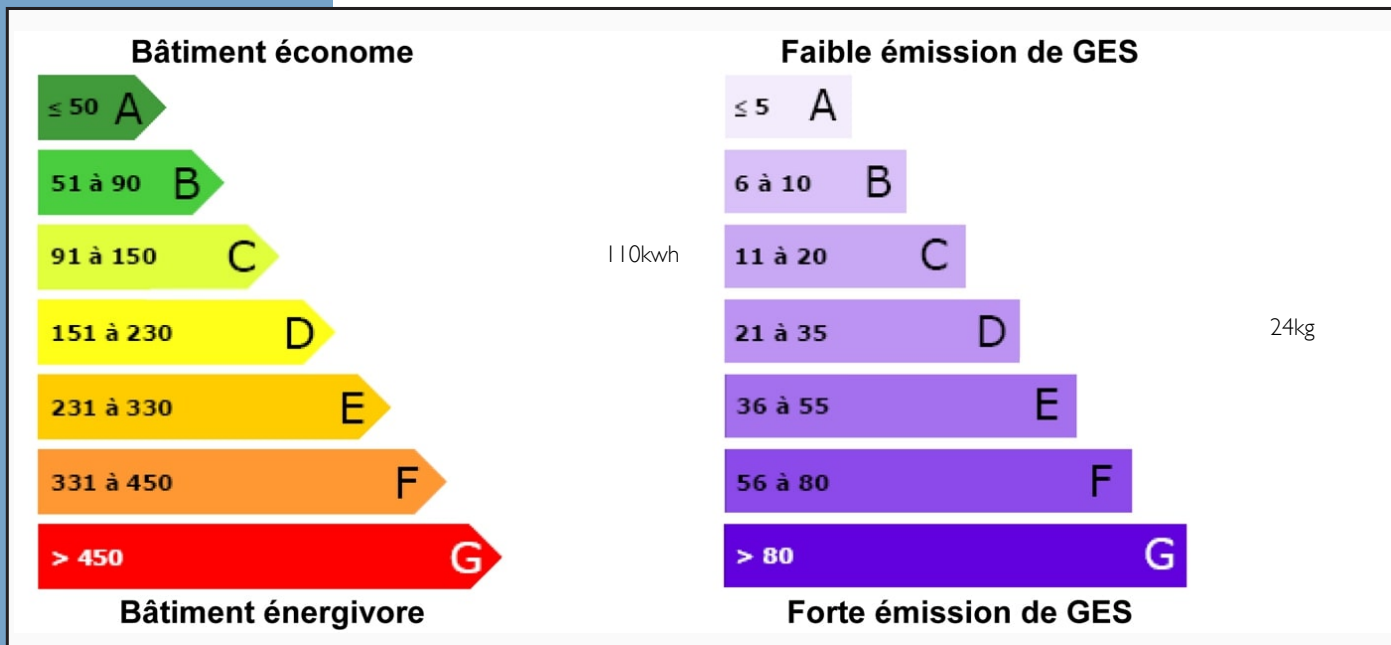 Bâtiment économe
≤ 50 A
51 à 90 B
91 à 150 C
110kwh
151 à 230 D
231 à 330 E
331 à 450 F
> 450 G
Bâtiment énergivore
Faible émission de GES
≤ 5 A
6 à 10 B
11 à 20 C
21 à 35 D
24kg
36 à 55 E
56 à 80 F
> 80 G
Forte émission de GES